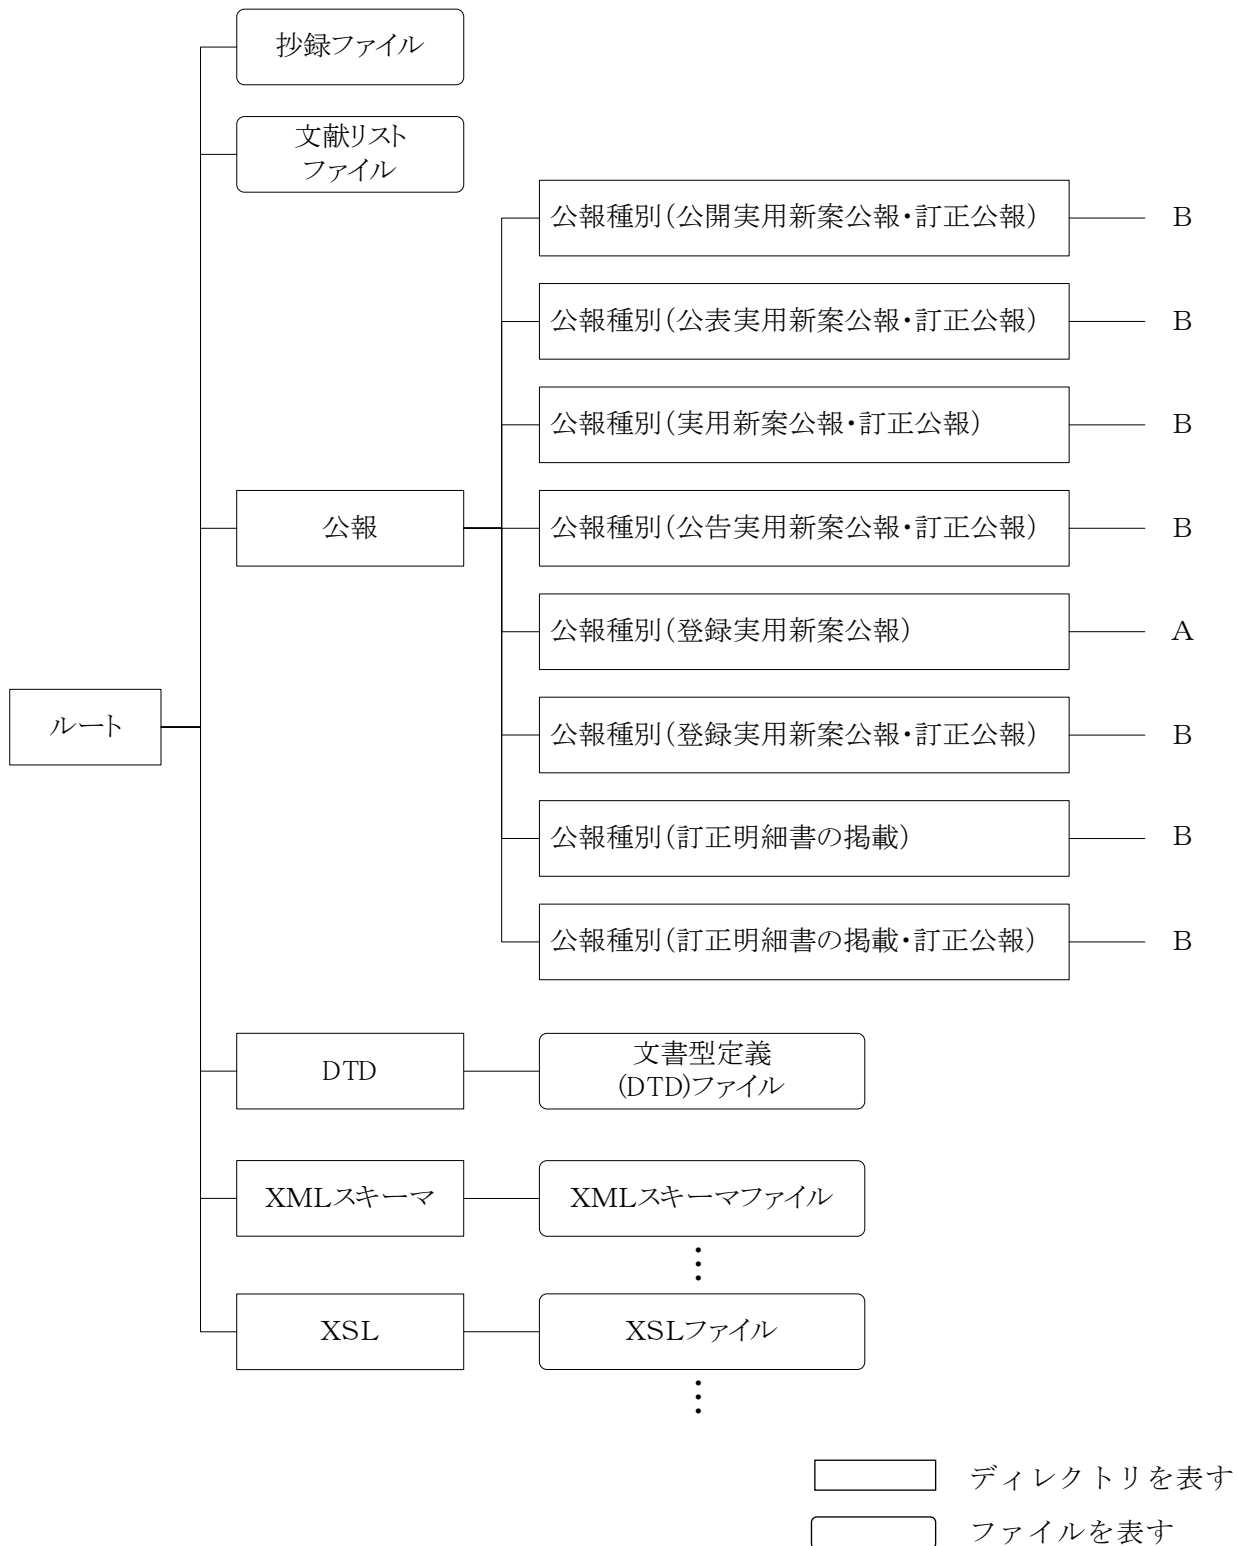 抄録ファイル
文献リスト
ファイル
公報種別(公開実用新案公報・訂正公報)
B
公報種別(公表実用新案公報・訂正公報)
B
公報種別(実用新案公報・訂正公報)
B
公報
公報種別(公告実用新案公報・訂正公報)
B
公報種別(登録実用新案公報)
A
ルート
公報種別(登録実用新案公報・訂正公報)
B
公報種別(訂正明細書の掲載)
B
公報種別(訂正明細書の掲載・訂正公報)
B
DTD
文書型定義
(DTD)ファイル
XMLスキーマ
XMLスキーマファイル
XSL
XSLファイル
ディレクトリを表す
ファイルを表す